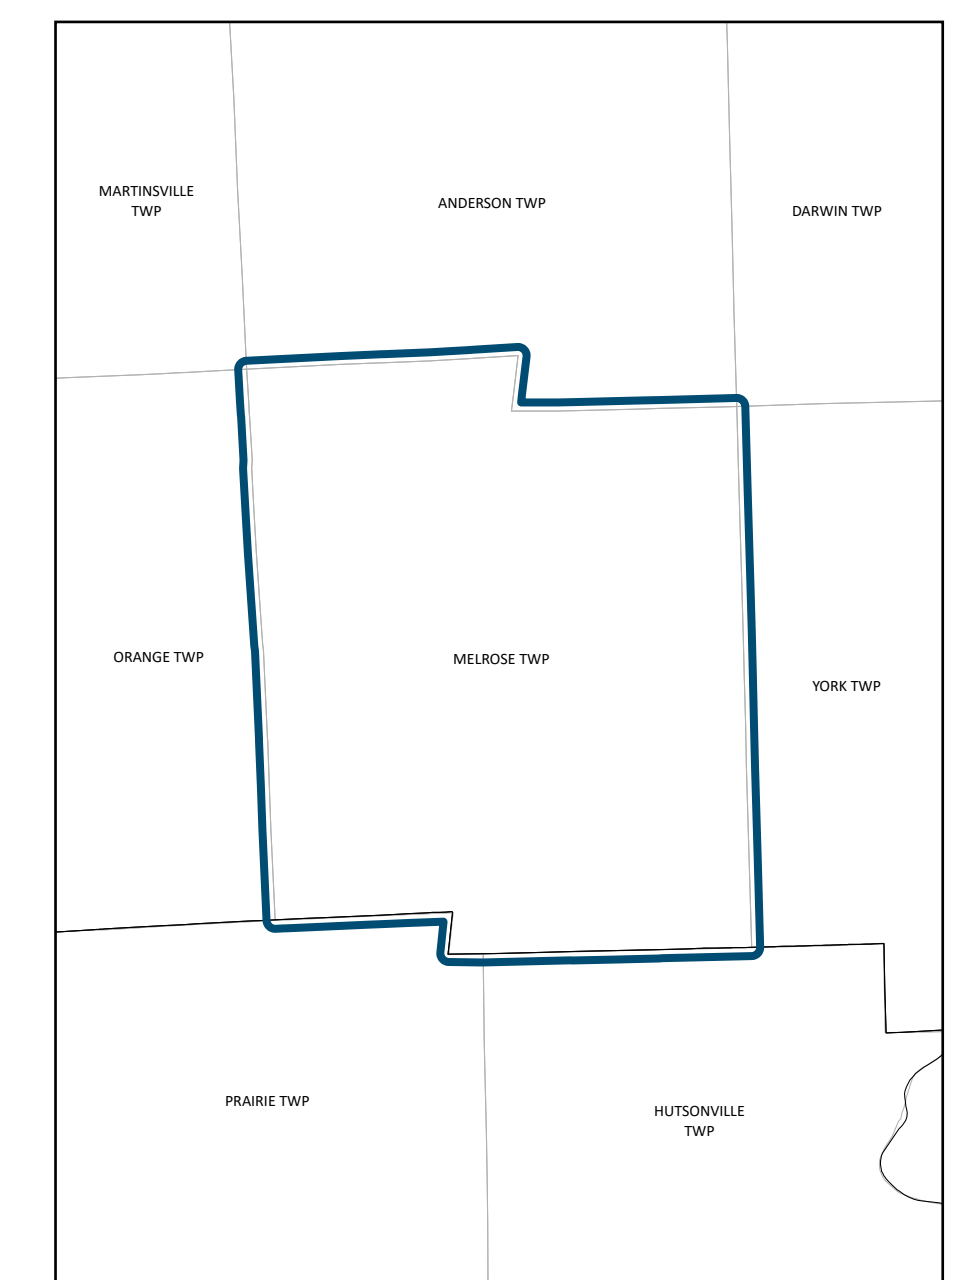 MARTINSVILLE
TWP
ANDERSON TWP
DARWIN TWP
ORANGE TWP
MELROSE TWP
YORK TWP
PRAIRIE TWP
HUTSONVILLE
TWP